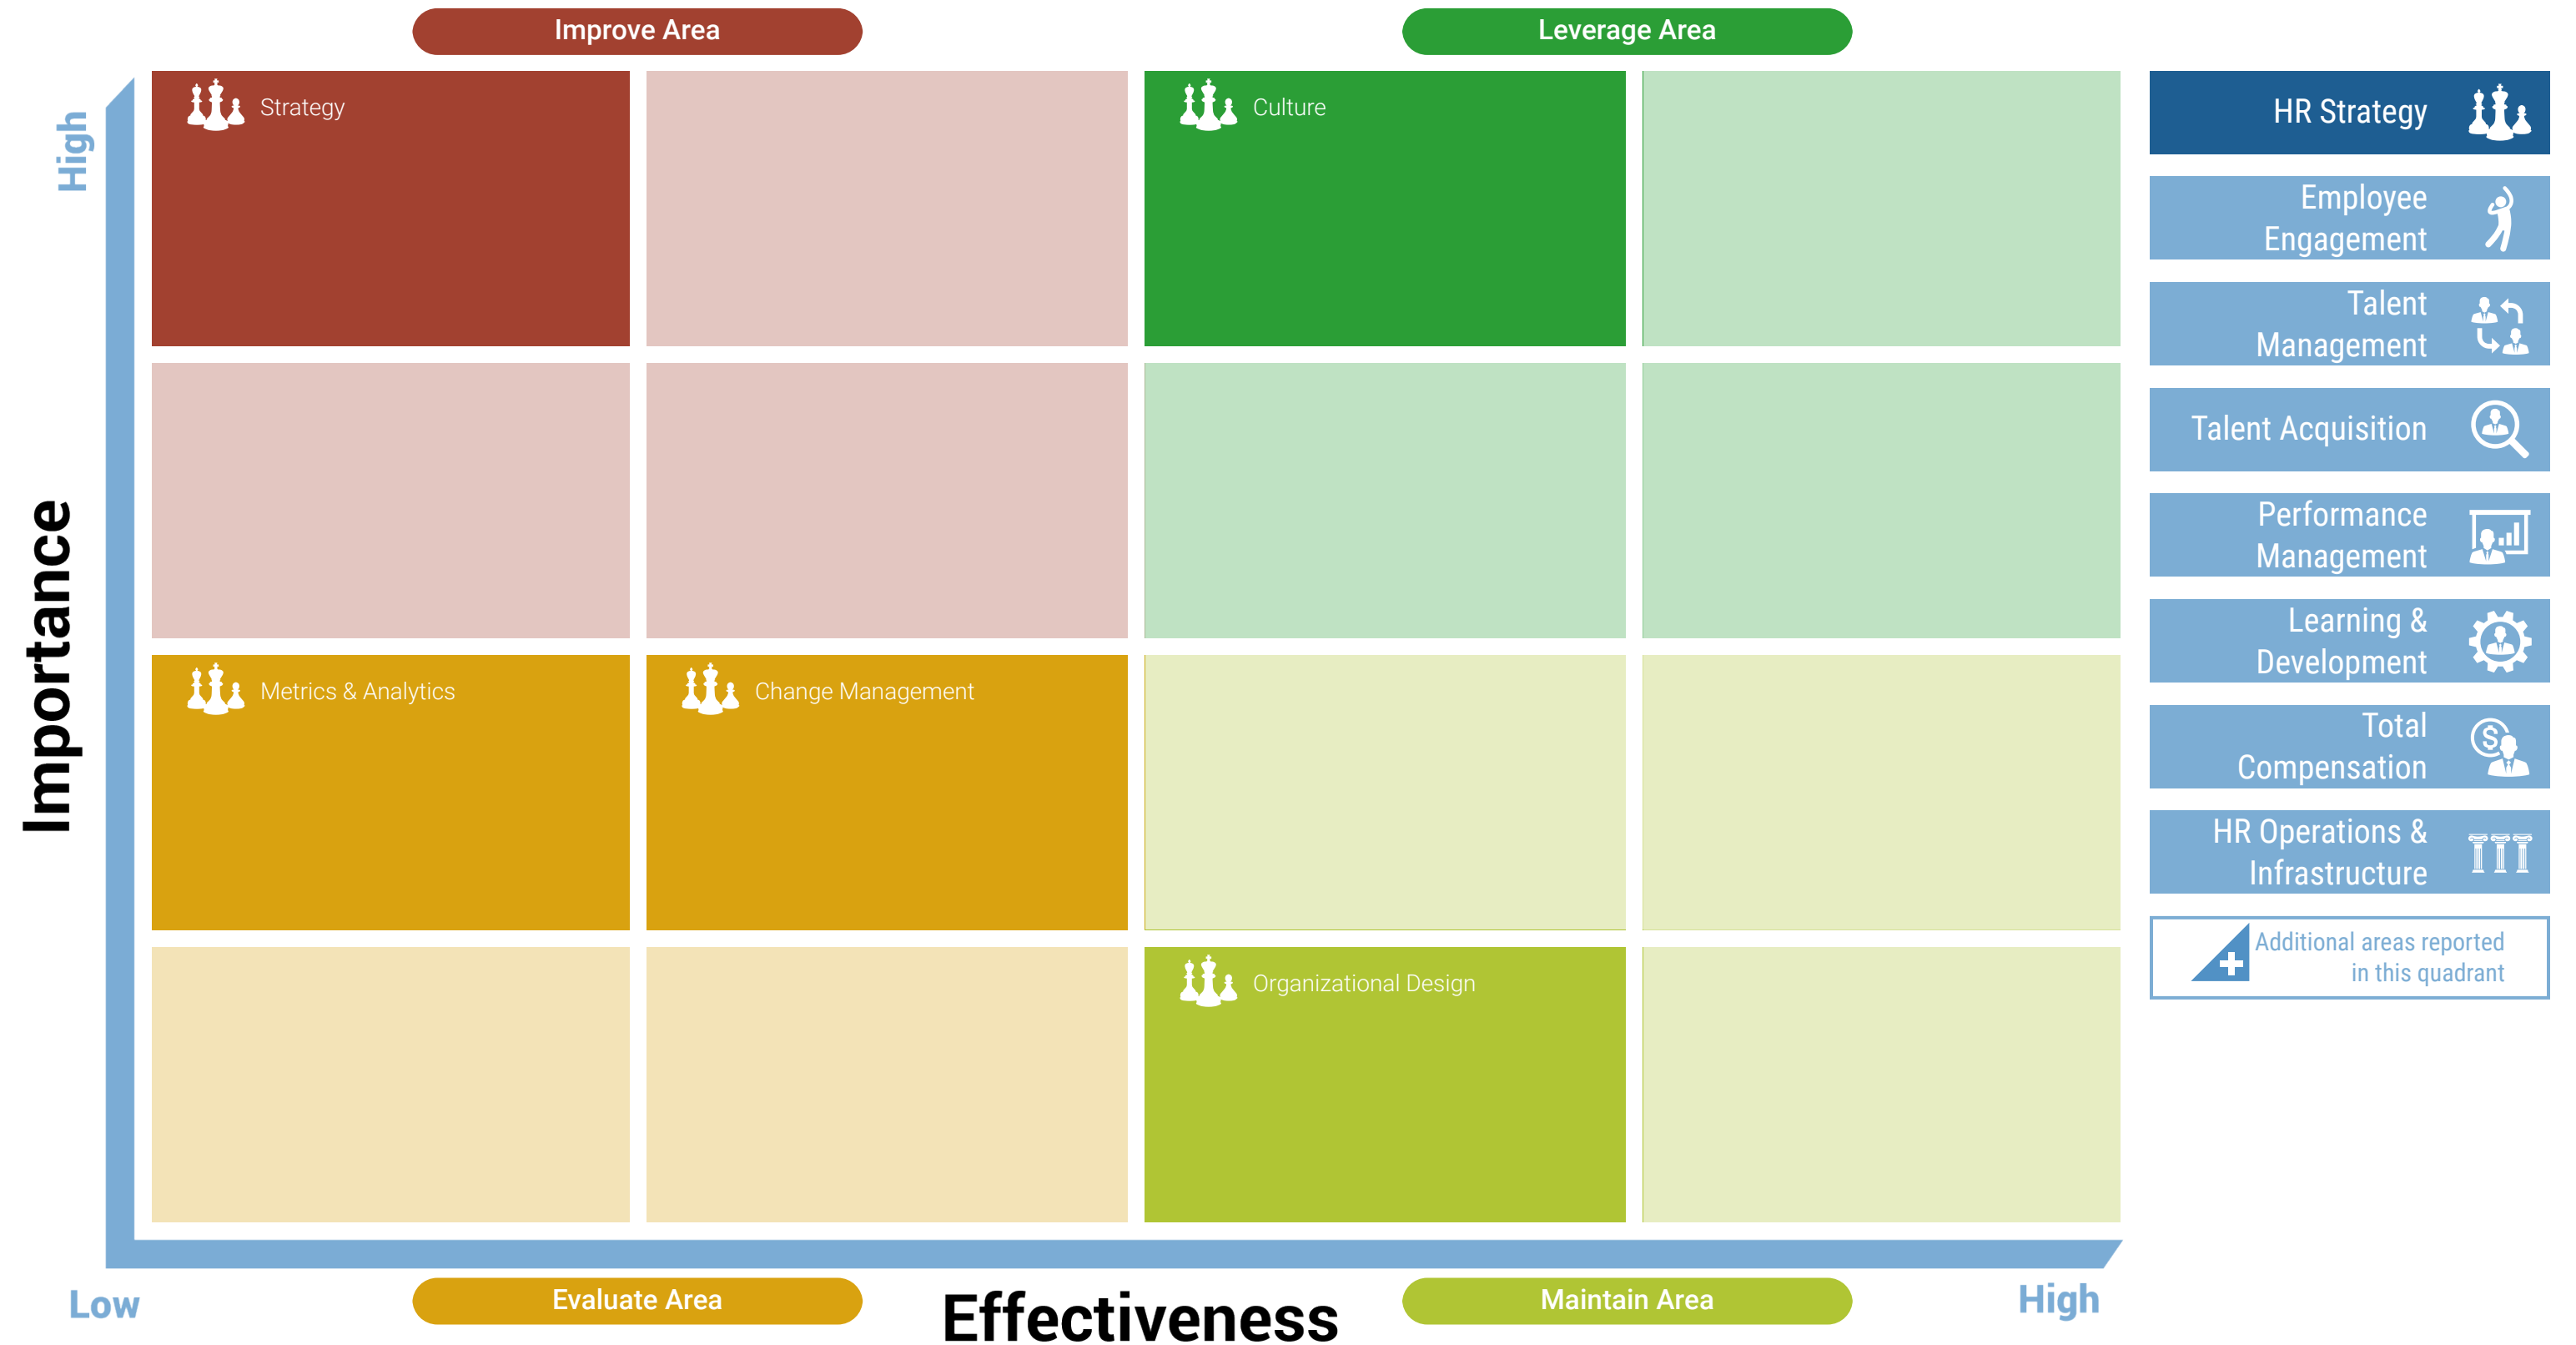 Improve Area
Leverage Area
High
Strategy
Culture
Importance
Metrics & Analytics
Change Management
Organizational Design
Low
Evaluate Area
Effectiveness
Maintain Area
High
HR Strategy
Employee
Engagement
Talent
Management
Talent Acquisition
Performance
Management
Learning &
Development
Total
Compensation
$
HR Operations &
Infrastructure
+
Additional areas reported
in this quadrant